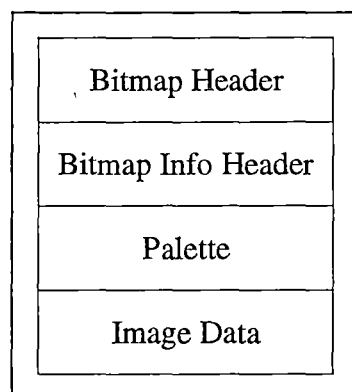 Bitmap Header
Bitmap Info Header
Palette
Image Data